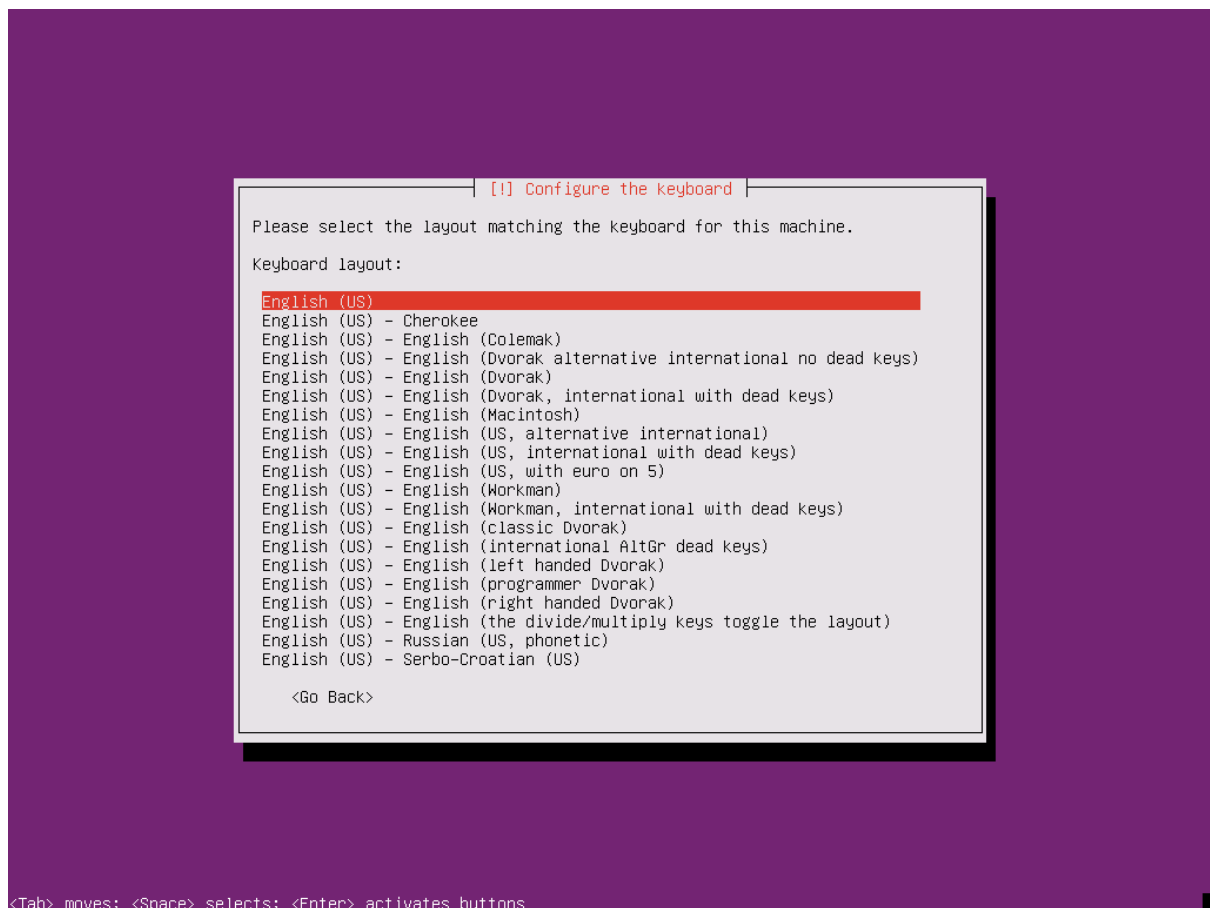 [!] Configure the keyboard
Please select the layout matching the keyboard for this machine.
Keyboard layout:
English (US)
English (US) - Cherokee
English (US) - English (Colemak)
English (US) - English (Dvorak alternative international no dead keys)
English (US) - English (Dvorak)
English (US) - English (Dvorak, international with dead keys)
English (US) - English (Macintosh)
English (US) - English (US, alternative international)
English (US) - English (US, international with dead keys)
English (US) - English (US, with euro on 5)
English (US) - English (Workman)
English (US) - English (Workman, international with dead keys)
English (US) - English (classic Dvorak)
English (US) - English (international AltGr dead keys)
English (US) - English (left handed Dvorak)
English (US) - English (programmer Dvorak)
English (US) - English (right handed Dvorak)
English (US) - English (the divide/multiply keys toggle the layout)
English (US) - Russian (US, phonetic)
English (US) - Serbo-Croatian (US)
<Go Back>
<Tab> moves; <Space> selects; <Enter> activates buttons